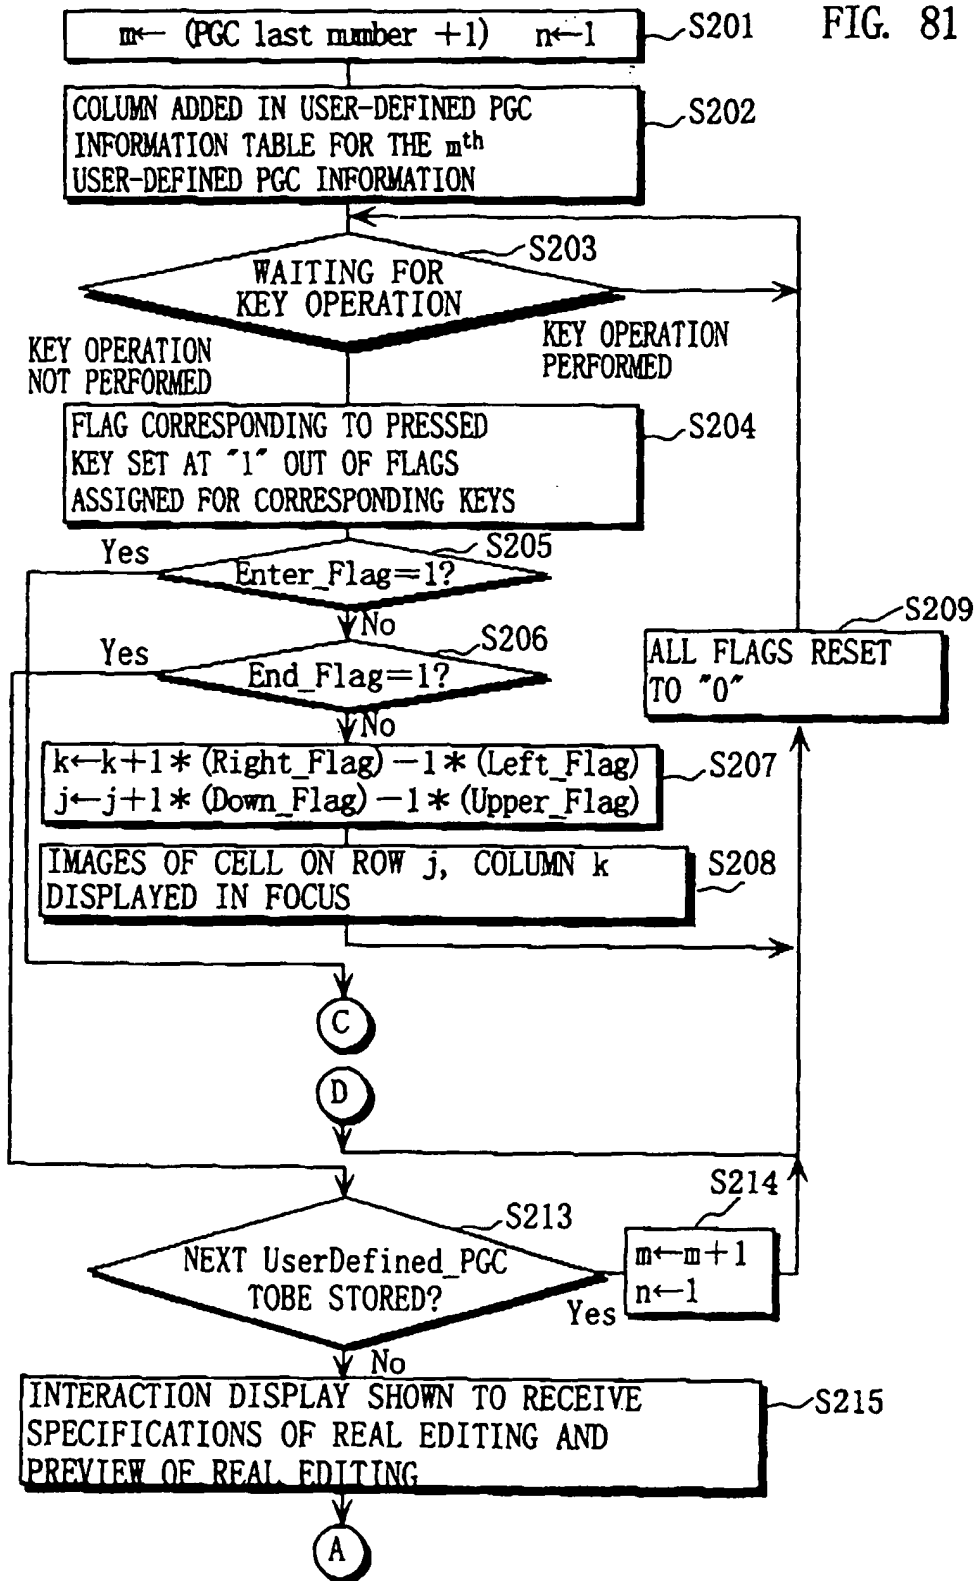 FIG. 81
m← (PGC last number +1) n←1
S201
COLUMN ADDED IN USER-DEFINED PGC
INFORMATION TABLE FOR THE mth
USER-DEFINED PGC INFORMATION
S202
S203
WAITING FOR
KEY OPERATION
KEY OPERATION
NOT PERFORMED
KEY OPERATION
PERFORMED
FLAG CORRESPONDING TO PRESSED
KEY SET AT "1" OUT OF FLAGS
ASSIGNED FOR CORRESPONDING KEYS
S204
Yes
S205
Enter_Flag=1?
No
Yes
S206
End_Flag=1?
No
S209
ALL FLAGS RESET
TO "0"
k←k+1*(Right_Flag)-1*(Left_Flag)
j←j+1*(Down_Flag)-1*(Upper_Flag)
S207
IMAGES OF CELL ON ROW j, COLUMN k
DISPLAYED IN FOCUS
S208
C
D
S213
NEXT UserDefined_PGC
TOBE STORED?
Yes
S214
m←m+1
n←1
No
INTERACTION DISPLAY SHOWN TO RECEIVE
SPECIFICATIONS OF REAL EDITING AND
PREVIEW OF REAL EDITING
S215
A